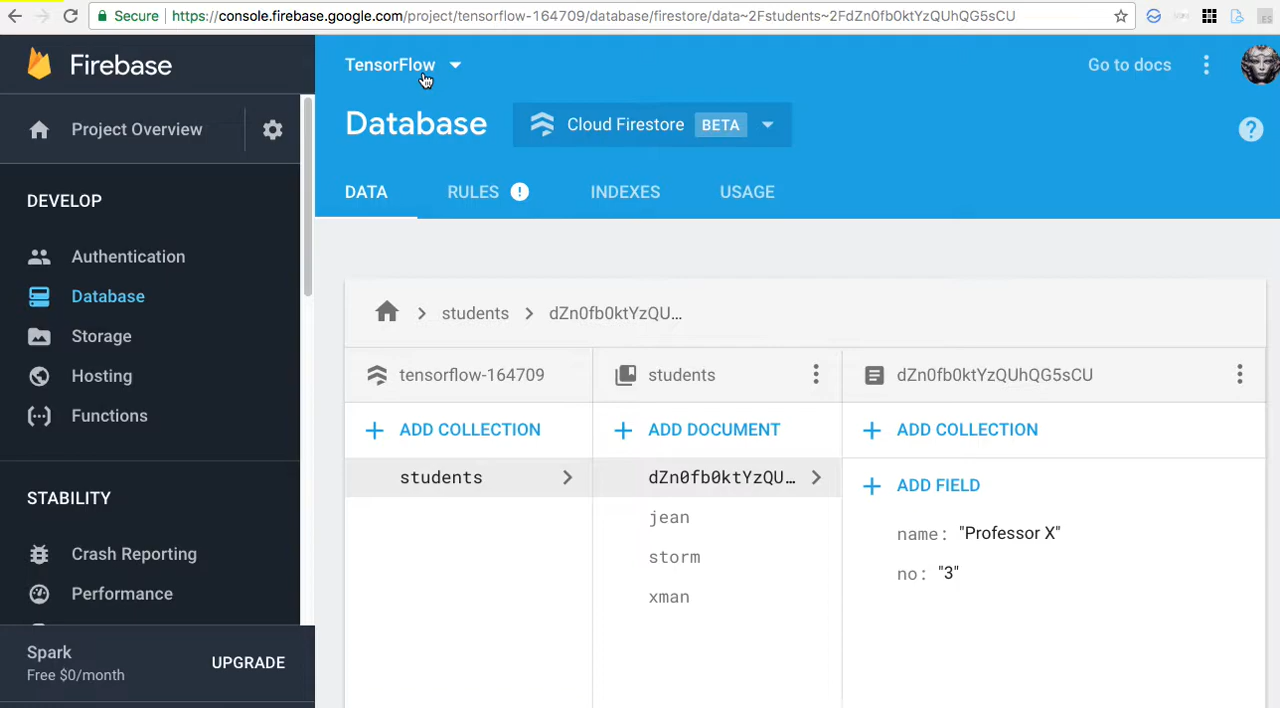 Secure https://console.firebase.google.com/project/tensorflow-164709/database/firestore/data~2Fstudents~2FdZn0fb0ktYzQUhQG5sCU
Firebase
TensorFlow
Go to docs
Project Overview
Database
Cloud Firestore BETA
DATA RULES INDEXES USAGE
DEVELOP
Authentication
Database
Storage
Hosting
Functions
STABILITY
Crash Reporting
Performance
Spark
Free $0/month
UPGRADE
students dZn0fb0ktYzQU…
tensorflow-164709
ADD COLLECTION
students
students
ADD DOCUMENT
dZn0fb0ktYzQU…
jean
storm
xman
dZn0fb0ktYzQUhQG5sCU
ADD COLLECTION
ADD FIELD
name: "Professor X"
no: "3"